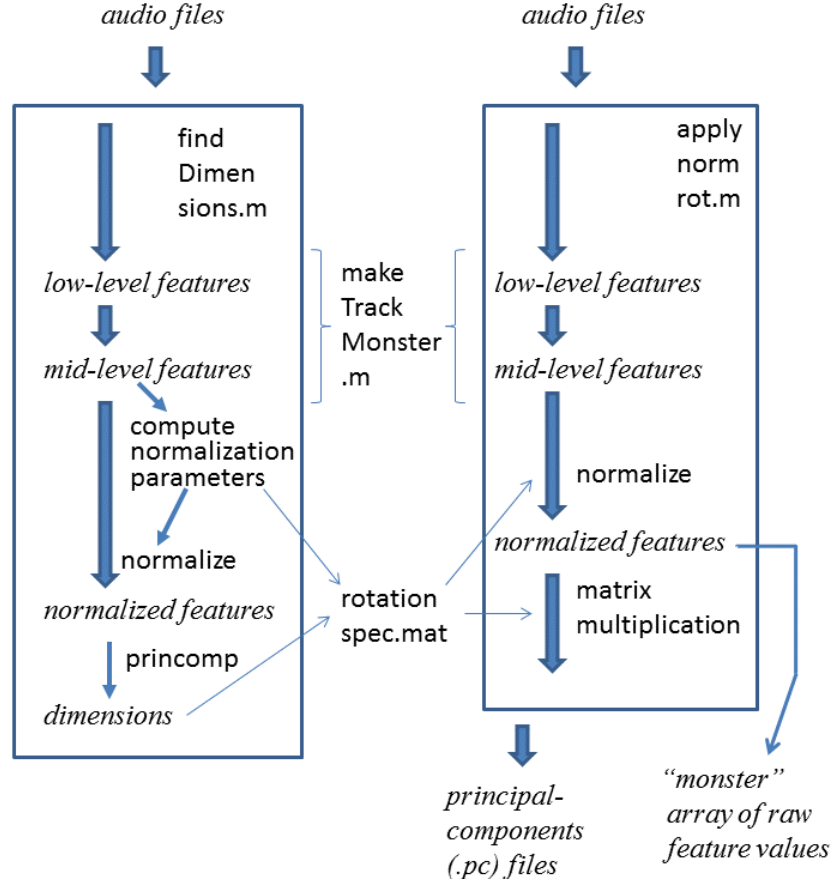 audio files
find
Dimen
sions.m
low-level features
mid-level features
compute
normalization
parameters
normalize
normalized features
princomp
dimensions
make
Track
Monster
.m
rotation
spec.mat
audio files
apply
norm
rot.m
low-level features
mid-level features
normalize
normalized features
matrix
multiplication
principal-
components
(.pc) files
“monster”
array of raw
feature values